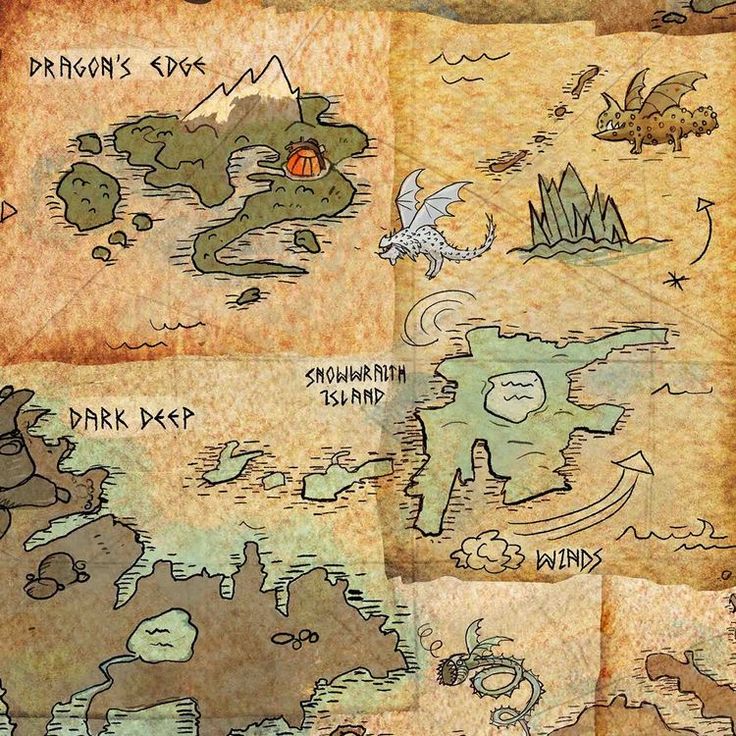 DRAGON'S EDGE
SNOWWRAITH
ISLAND
DARK DEEP
WINDS